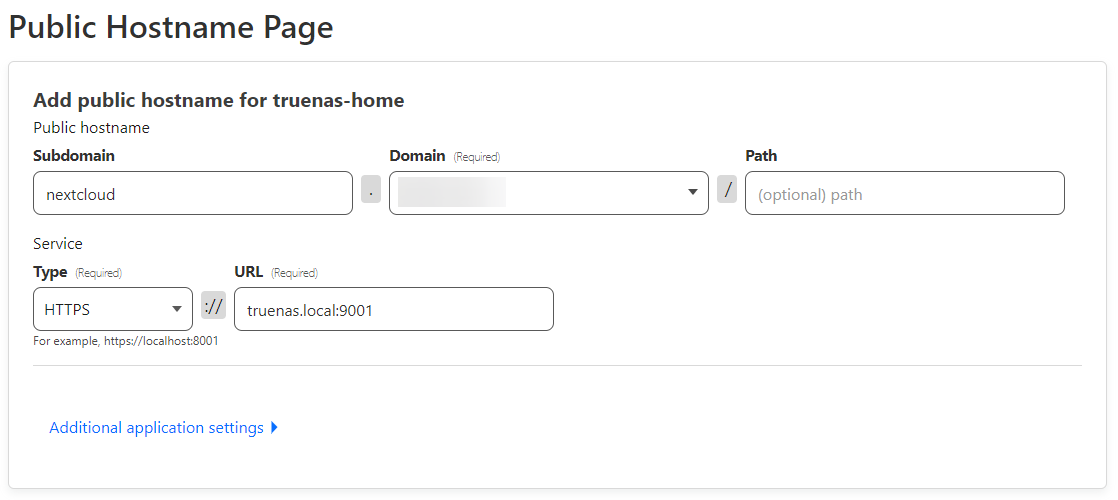 Public Hostname Page
Add public hostname for truenas-home
Public hostname
Subdomain Domain (Required) Path
nextcloud . / (optional) path
Service
Type (Required) URL (Required)
HTTPS :// truenas.local:9001
For example, https://localhost:8001
Additional application settings